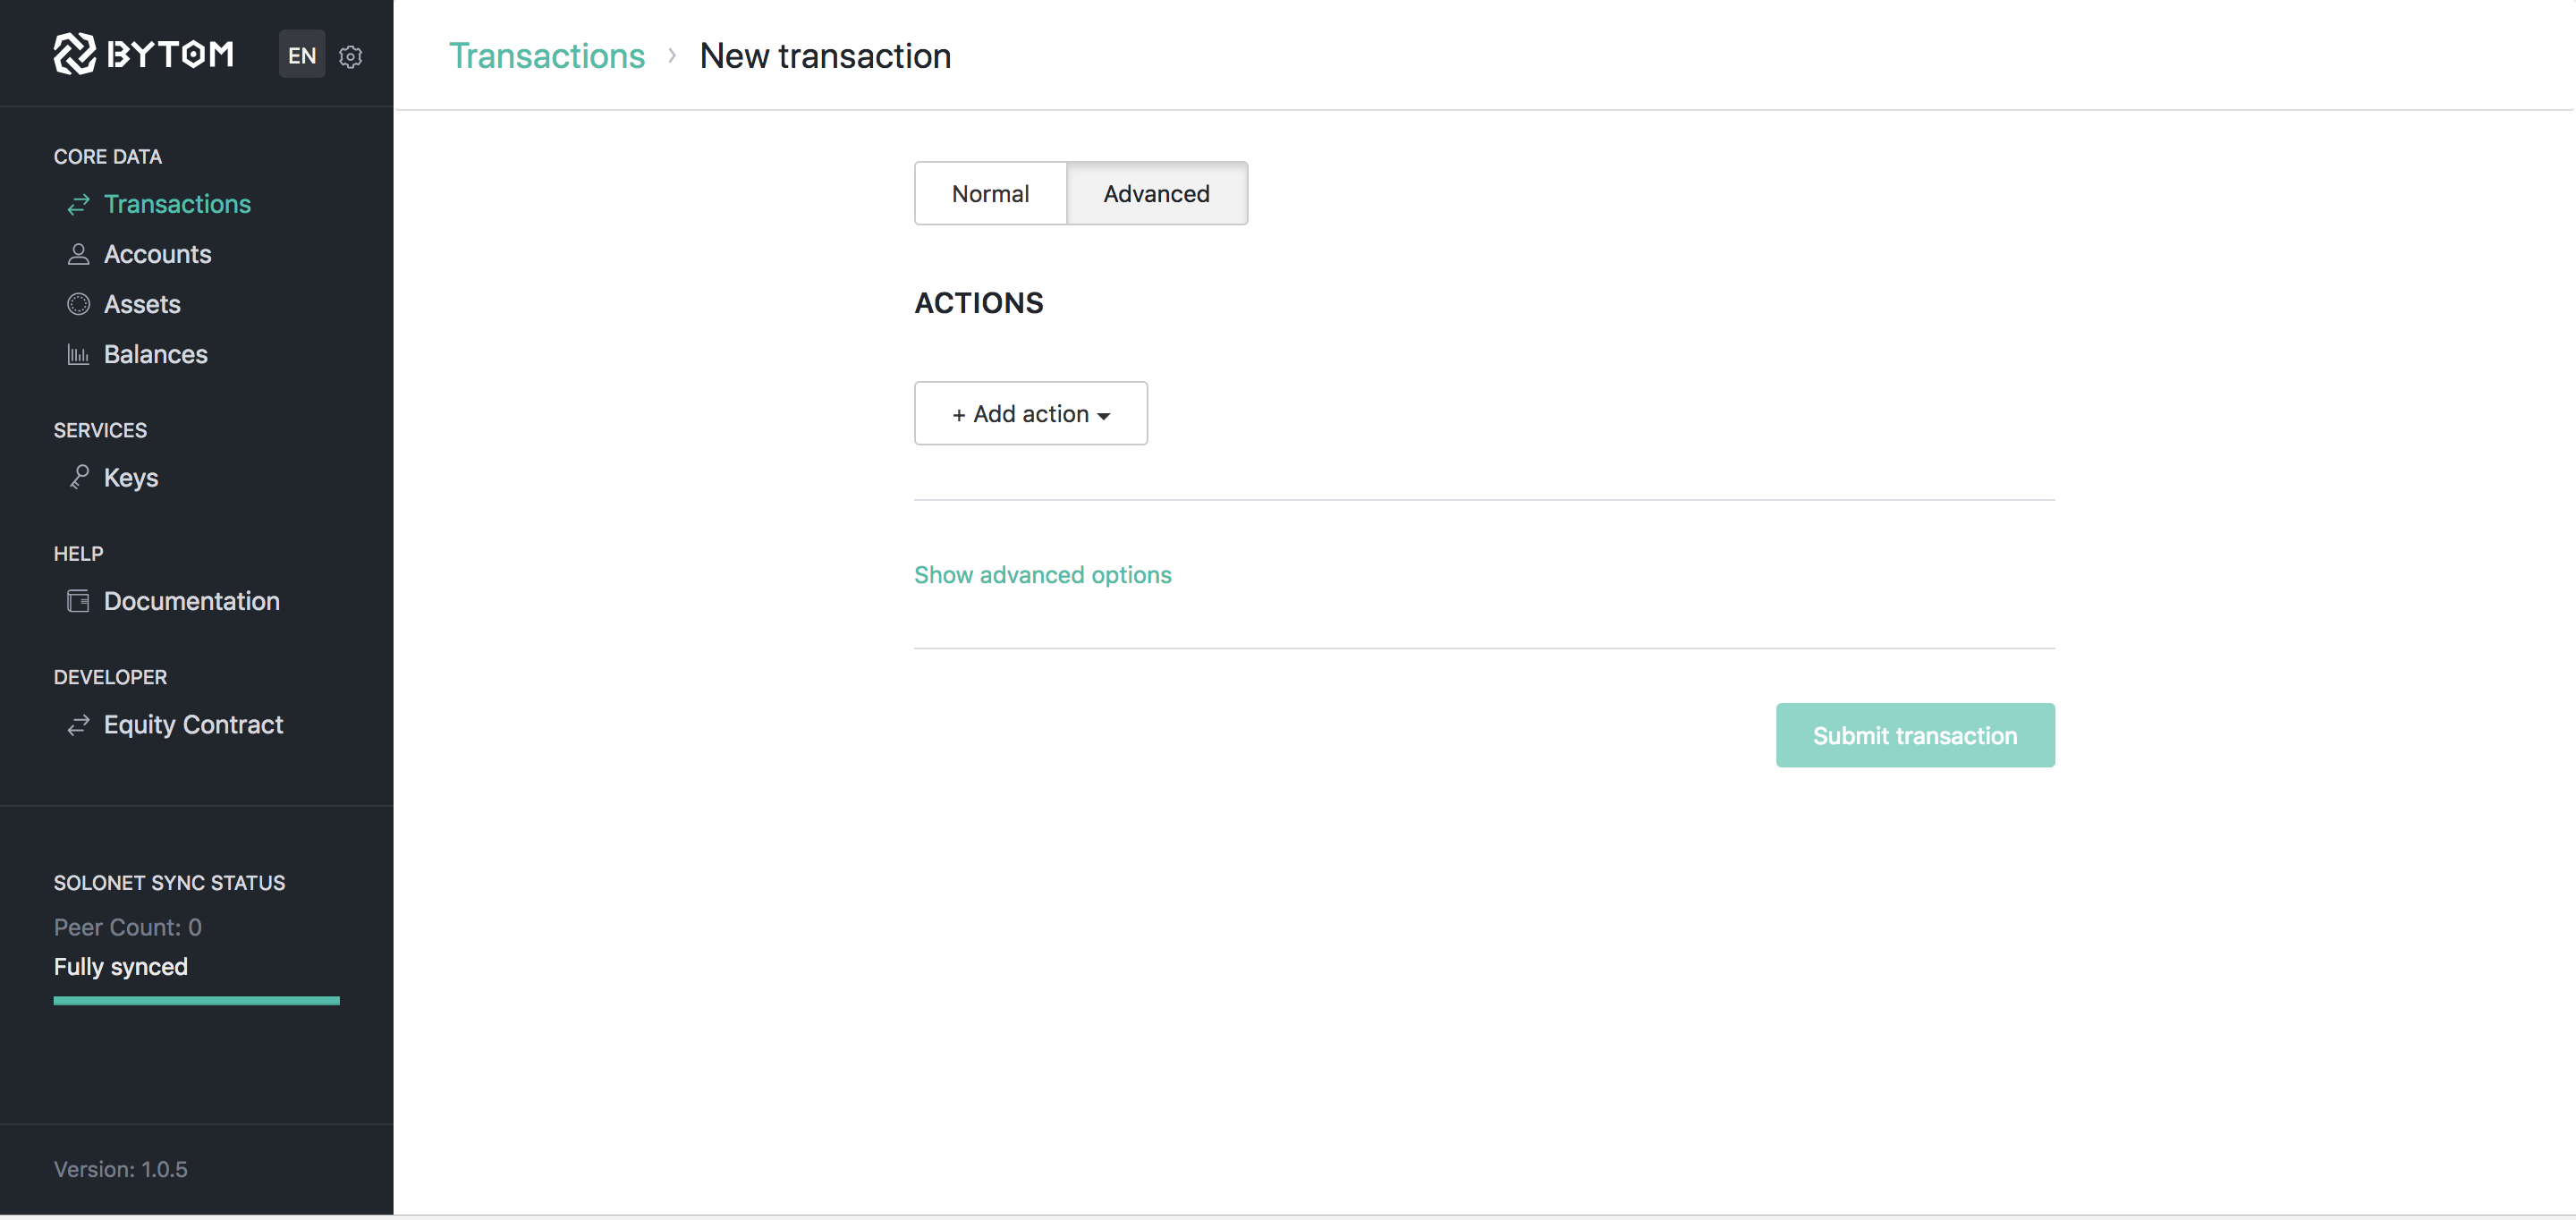 BYTOM
EN
CORE DATA
Transactions
Accounts
Assets
Balances
SERVICES
Keys
HELP
Documentation
DEVELOPER
Equity Contract
SOLONET SYNC STATUS
Peer Count: 0
Fully synced
Version: 1.0.5
Transactions › New transaction
Normal
Advanced
ACTIONS
+ Add action
Show advanced options
Submit transaction